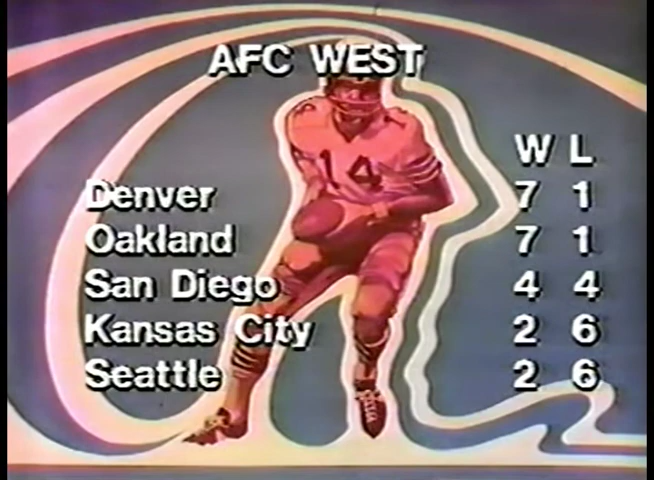 AFC WEST
W L
14
Denver 7 1
Oakland 7 1
San Diego 4 4
Kansas City 2 6
Seattle 2 6